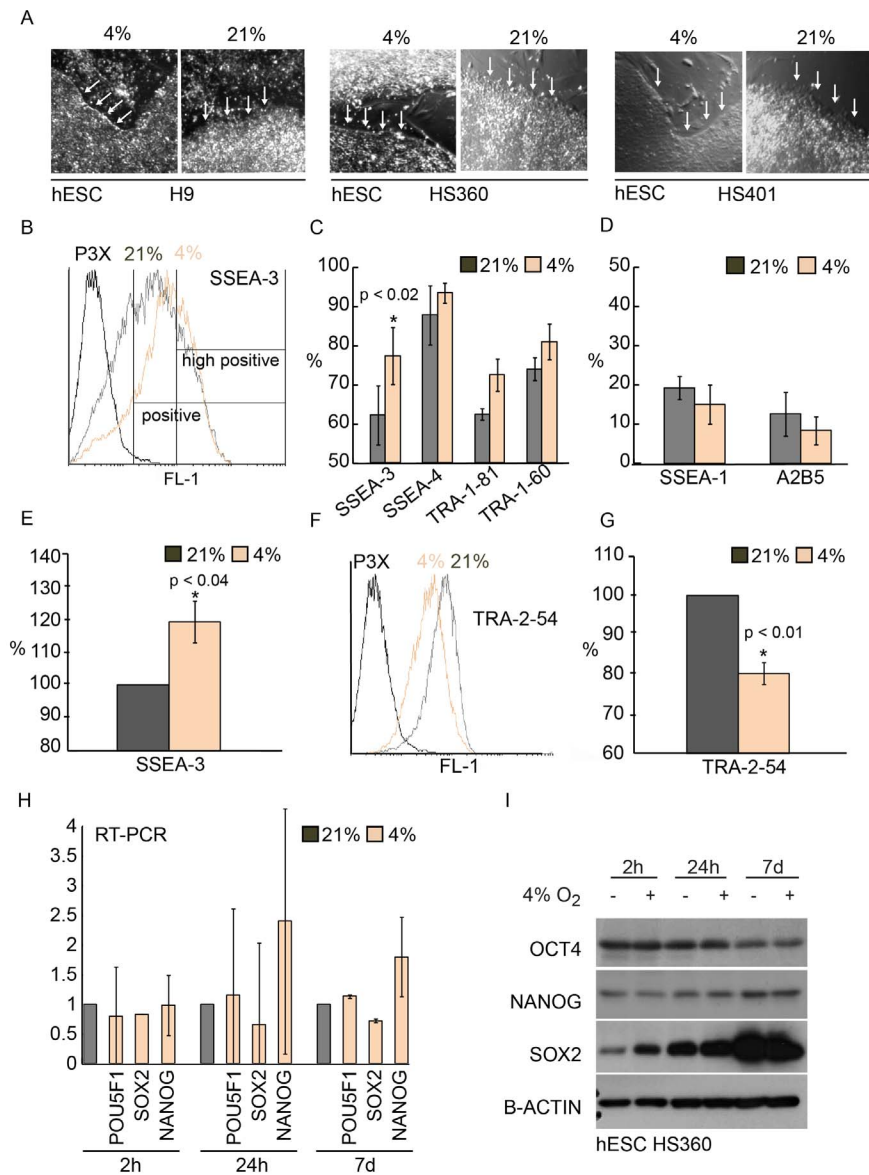 A
4% 21% 4% 21% 4% 21%
hESC H9 hESC HS360 hESC HS401
B
P3X 21% 4%
SSEA-3
high positive
positive
FL-1
C
21% 4%
p < 0.02
*
%
100
90
80
70
60
50
SSEA-3 SSEA-4 TRA-1-81 TRA-1-60
D
21% 4%
%
50
40
30
20
10
0
SSEA-1 A2B5
E
21% 4%
p < 0.04
*
%
140
130
120
110
100
90
80
SSEA-3
F
P3X 4% 21%
TRA-2-54
FL-1
G
21% 4%
p < 0.01
*
%
110
100
90
80
70
60
TRA-2-54
H
RT-PCR
21% 4%
4
3.5
3
2.5
2
1.5
1
0.5
0
POU5F1 SOX2 NANOG POU5F1 SOX2 NANOG POU5F1 SOX2 NANOG
2h 24h 7d
I
2h 24h 7d
4% O2 - + - + - +
OCT4
NANOG
SOX2
B-ACTIN
hESC HS360